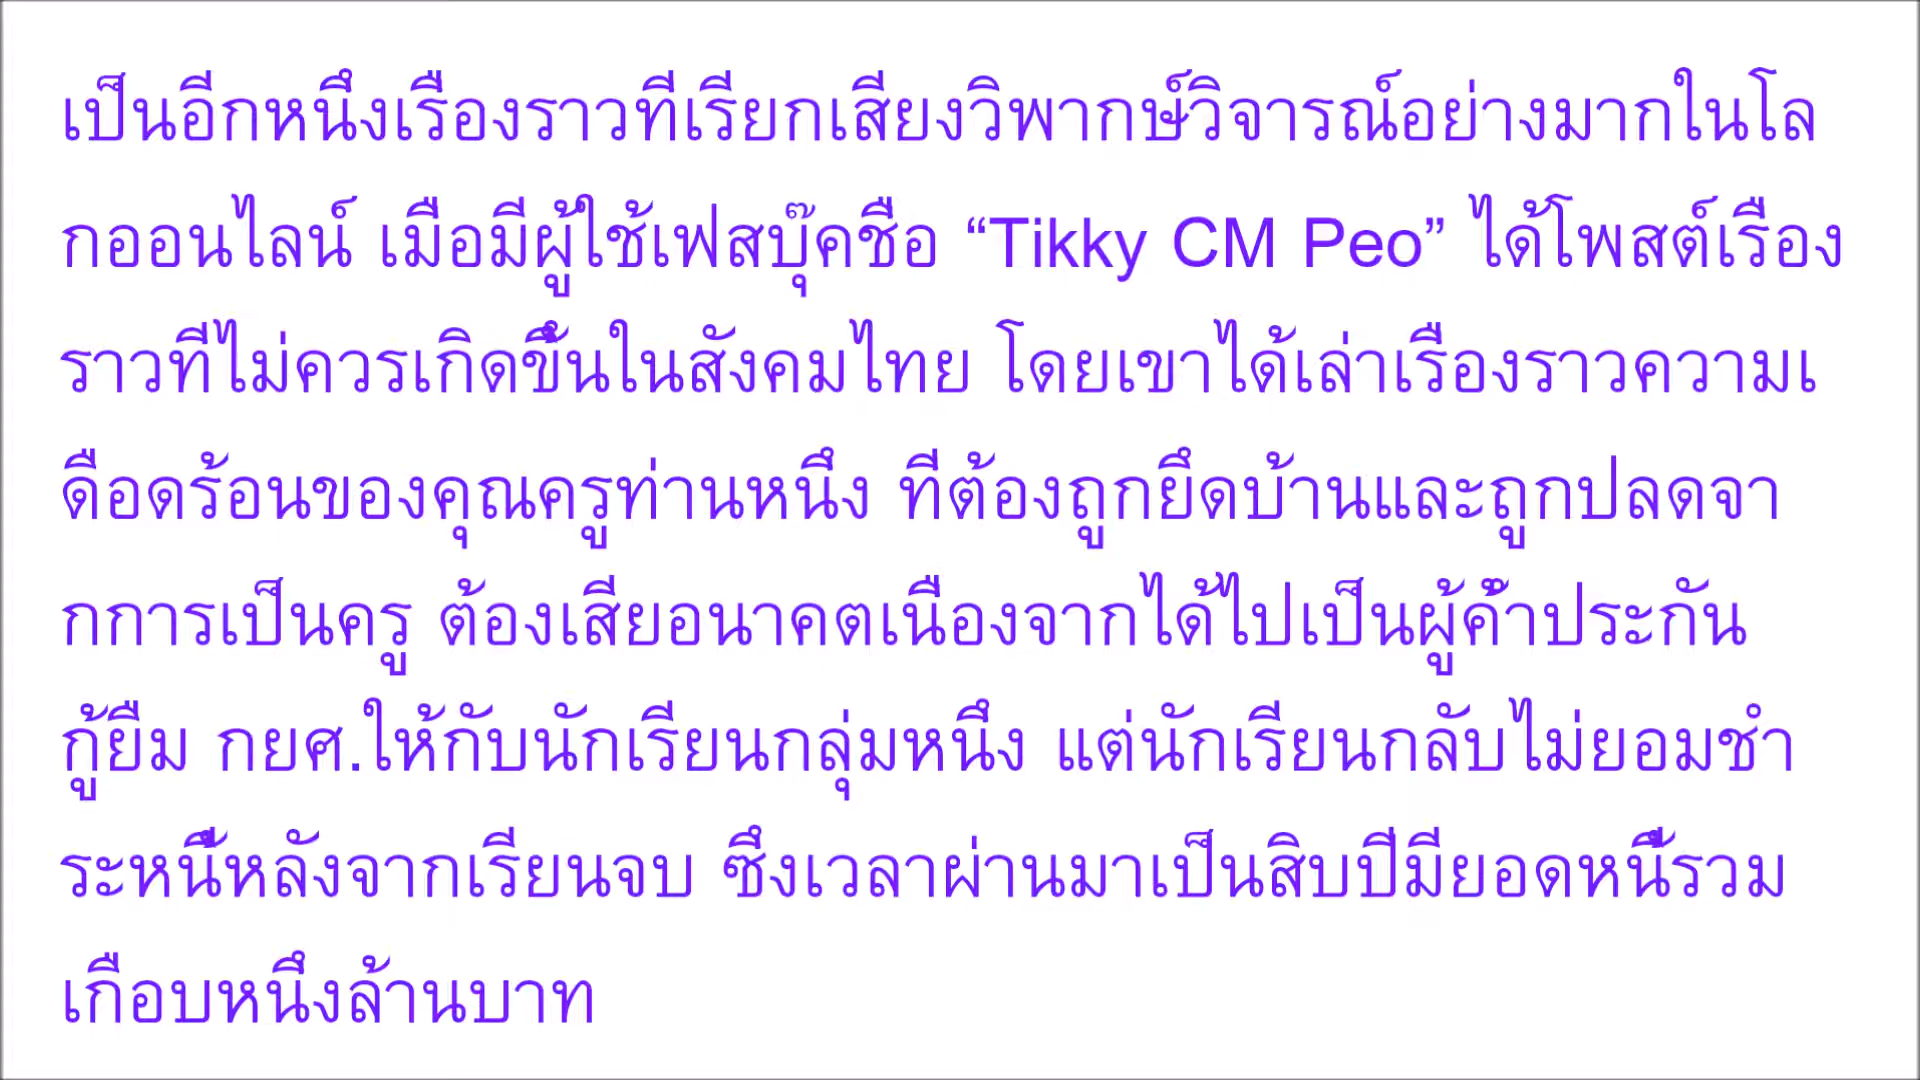 เป็นอีกหนึ่งเรื่องราวที่เรียกเสียงวิพากษ์วิจารณ์อย่างมากในโล
กออนไลน์ เมื่อมีผู้ใช้เฟสบุ๊คชื่อ “Tikky CM Peo” ได้โพสต์เรื่อง
ราวที่ไม่ควรเกิดขึ้นในสังคมไทย โดยเขาได้เล่าเรื่องราวความเ
ดือดร้อนของคุณครูท่านหนึ่ง ที่ต้องถูกยึดบ้านและถูกปลดจา
กการเป็นครู ต้องเสียอนาคตเนื่องจากได้ไปเป็นผู้ค้ำประกัน
กู้ยืม กยศ.ให้กับนักเรียนกลุ่มหนึ่ง แต่นักเรียนกลับไม่ยอมชำ
ระหนี้หลังจากเรียนจบ ซึ่งเวลาผ่านมาเป็นสิบปีมียอดหนี้รวม
เกือบหนึ่งล้านบาท